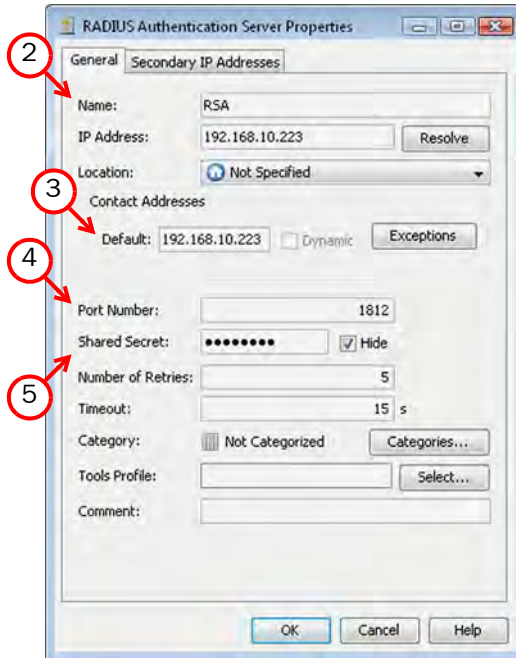 RADIUS Authentication Server Properties
2
General Secondary IP Addresses
Name: RSA
IP Address: 192.168.10.223 Resolve
Location: Not Specified
3
Contact Addresses
Default: 192.168.10.223 Dynamic Exceptions
4
Port Number: 1812
Shared Secret: •••••••• Hide
5
Number of Retries: 5
Timeout: 15 s
Category: Not Categorized Categories...
Tools Profile: Select...
Comment:
OK Cancel Help